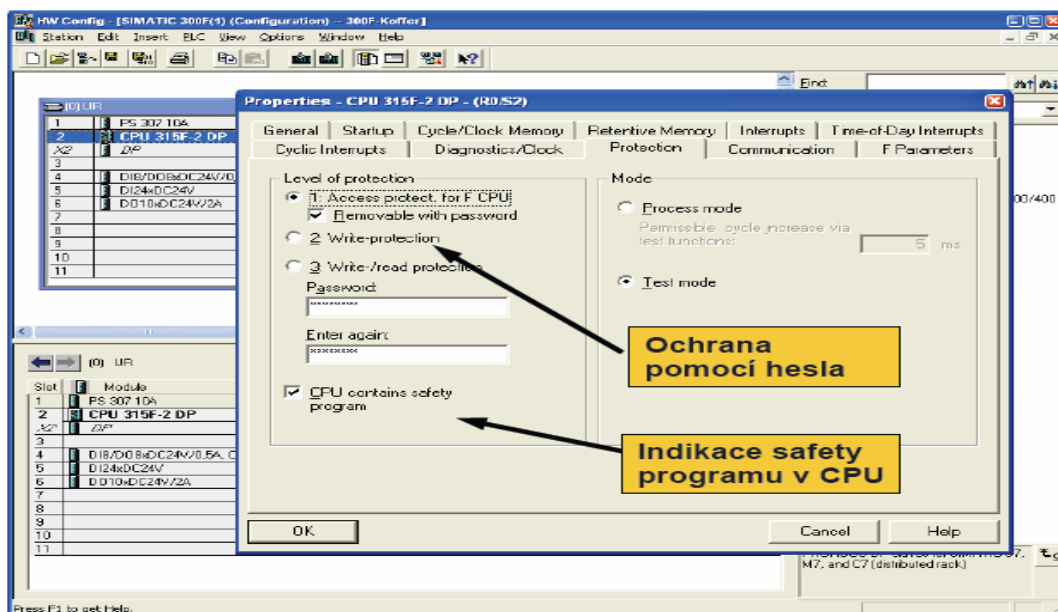 HW Config - [SIMATIC 300F(1) (Configuration) -- 300F-Koffer]
Station Edit Insert PLC View Options Window Help
(0) UR
1 PS 307 10A
2 CPU 315F-2 DP
X2 DP
3
4 DI8/DO8xDC24V/0,
5 DI24xDC24V
6 DO10xDC24V/2A
7
8
9
10
11
Find
00/400
Properties - CPU 315F-2 DP - (R0/S2)
General Startup Cycle/Clock Memory Retentive Memory Interrupts Time-of-Day Interrupts
Cyclic Interrupts Diagnostics/Clock Protection Communication F Parameters
Level of protection
1: Access protect. for F CPU
Removable with password
2: Write-protection
3: Write-/read protection
Password:
********
Enter again:
********
CPU contains safety
program
Mode
Process mode
Permissible cycle increase via
test functions:
5 ms
Test mode
Ochrana
pomocí hesla
Indikace safety
programu v CPU
OK Cancel Help
(0) UR
Slot Module
1 PS 307 10A
2 CPU 315F-2 DP
X2 DP
3
4 DI8/DO8xDC24V/0,5A,
5 DI24xDC24V
6 DO10xDC24V/2A
7
8
9
10
11
M7, and C7 (distributed rack)
Press F1 to get Help.